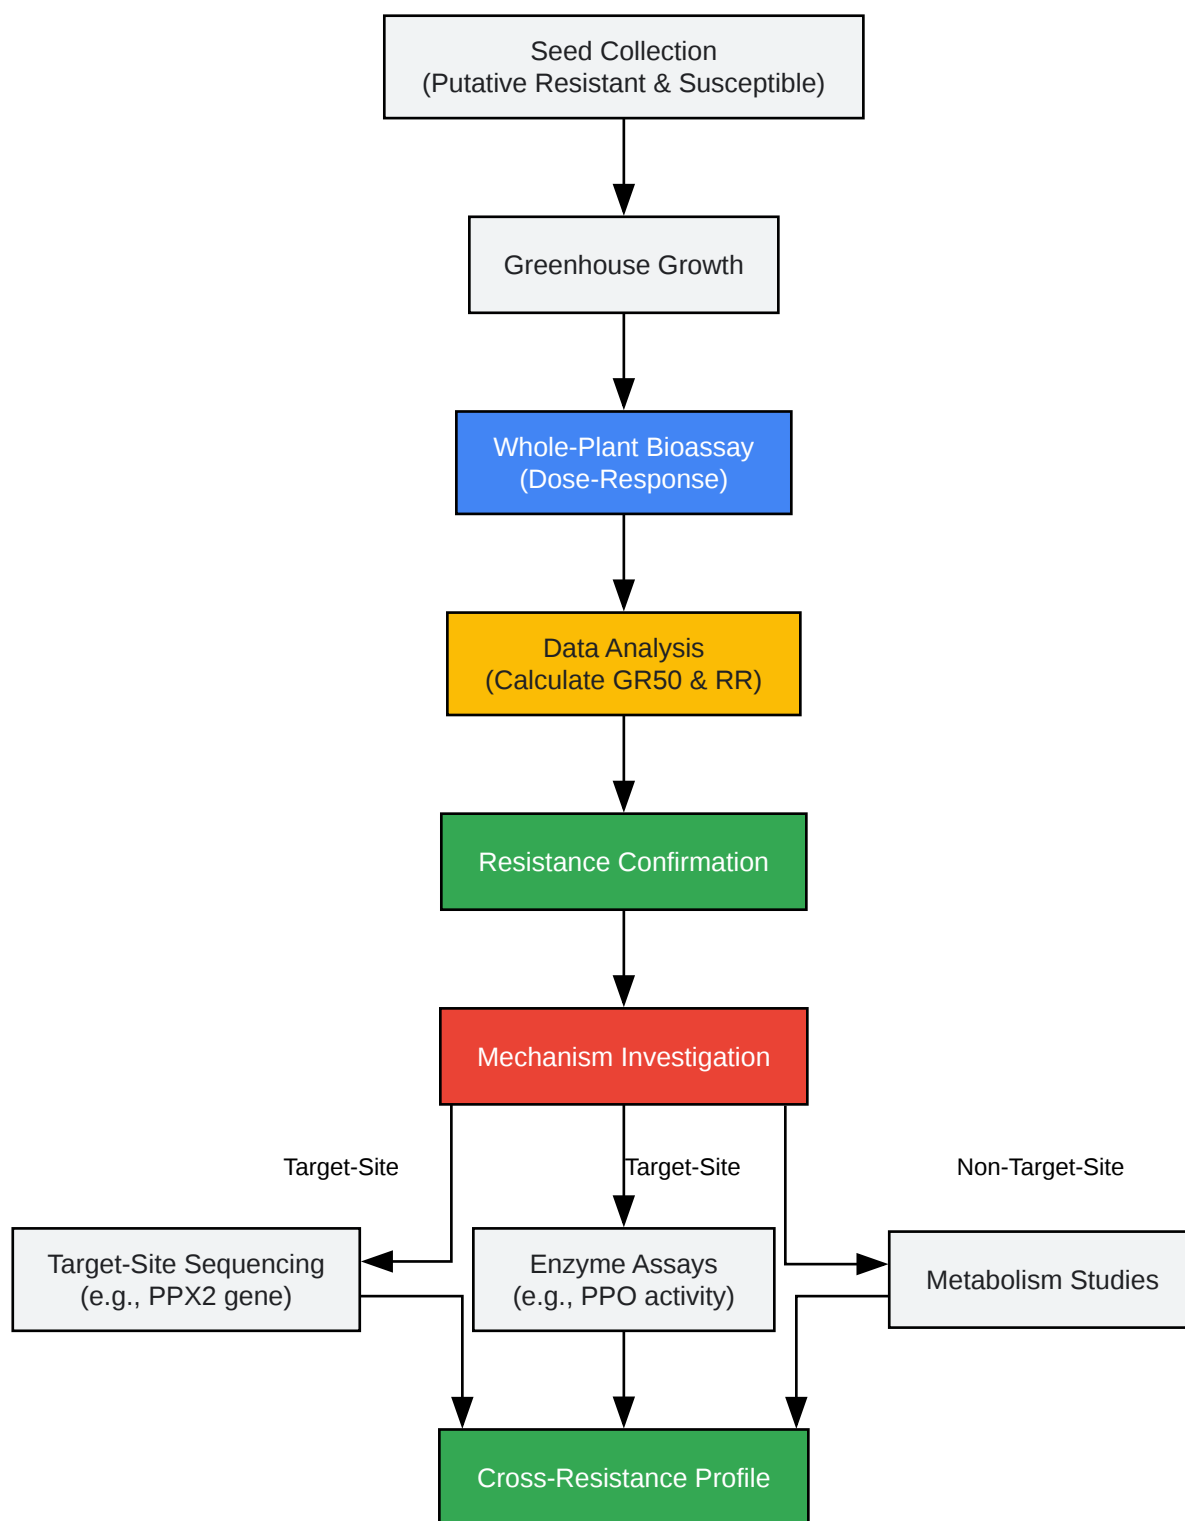 Seed Collection
(Putative Resistant & Susceptible)
Greenhouse Growth
Whole-Plant Bioassay
(Dose-Response)
Data Analysis
(Calculate GR50 & RR)
Resistance Confirmation
Mechanism Investigation
Target-Site
Target-Site
Non-Target-Site
Target-Site Sequencing
(e.g., PPX2 gene)
Enzyme Assays
(e.g., PPO activity)
Metabolism Studies
Cross-Resistance Profile